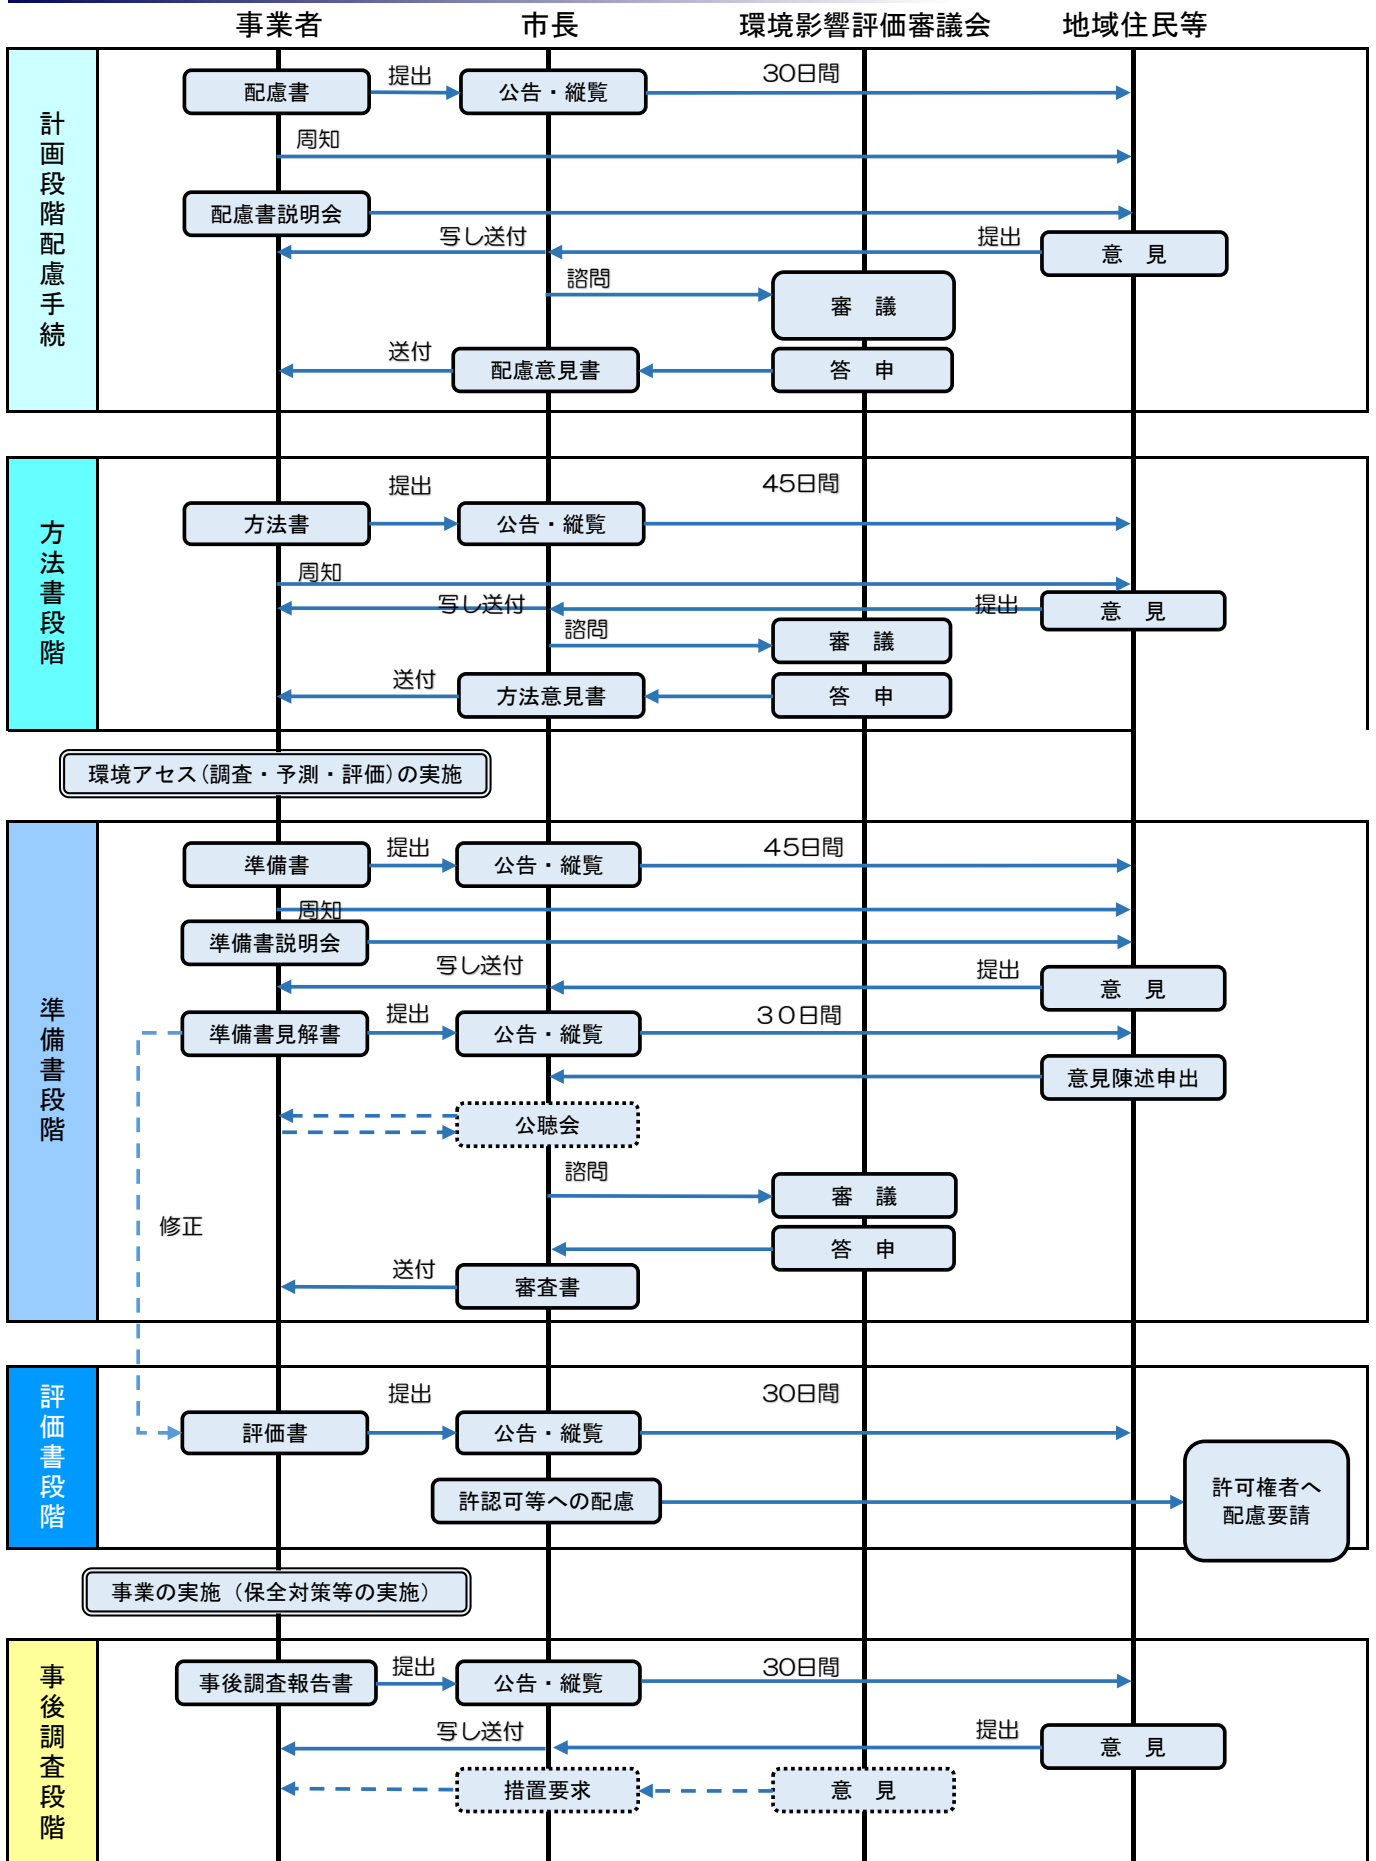 事業者 市長 環境影響評価審議会 地域住民等
計画段階配慮手続
提出 30日間
配慮書 公告・縦覧
周知
配慮書説明会
写し送付 提出
意 見
諮問
審 議
送付
配慮意見書 答 申
方法書段階
提出 45日間
方法書 公告・縦覧
周知
写し送付 提出
意 見
諮問
審 議
送付
方法意見書 答 申
環境アセス(調査・予測・評価)の実施
準備書段階
提出 45日間
準備書 公告・縦覧
周知
準備書説明会
写し送付 提出
意 見
提出 30日間
準備書見解書 公告・縦覧
意見陳述申出
公聴会
諮問
審 議
修正
答 申
送付
審査書
評価書段階
提出 30日間
評価書 公告・縦覧
許認可等への配慮
許可権者へ
配慮要請
事業の実施（保全対策等の実施）
事後調査段階
提出 30日間
事後調査報告書 公告・縦覧
写し送付 提出
意 見
措置要求 意 見